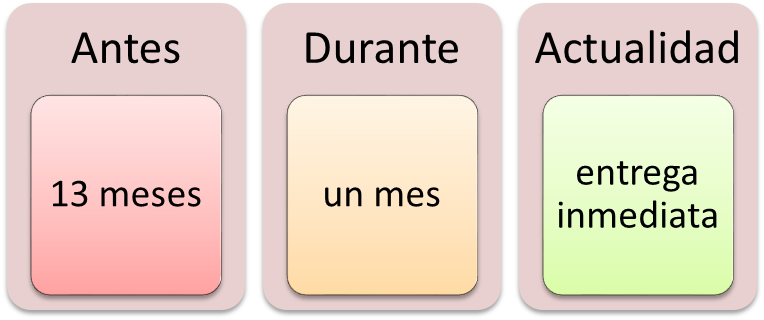 Antes
13 meses
Durante
un mes
Actualidad
entrega
inmediata